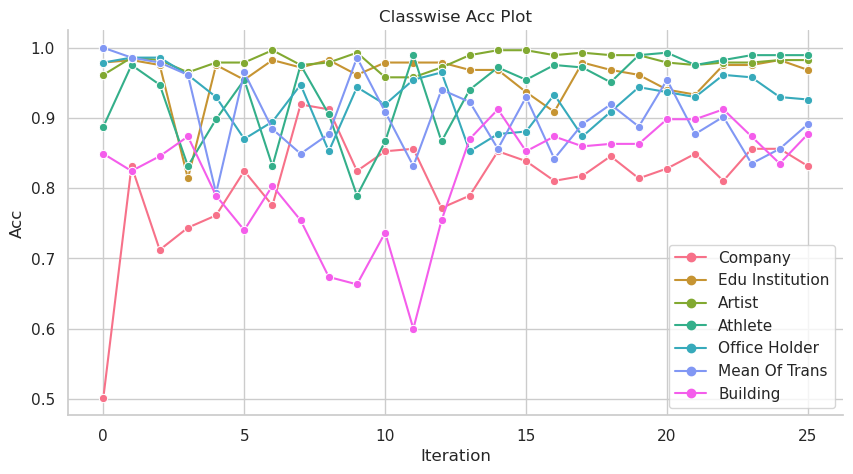 Classwise Acc Plot
Acc
1.0
0.9
0.8
0.7
0.6
0.5
0
5
10
15
20
25
Iteration
Company
Edu Institution
Artist
Athlete
Office Holder
Mean Of Trans
Building